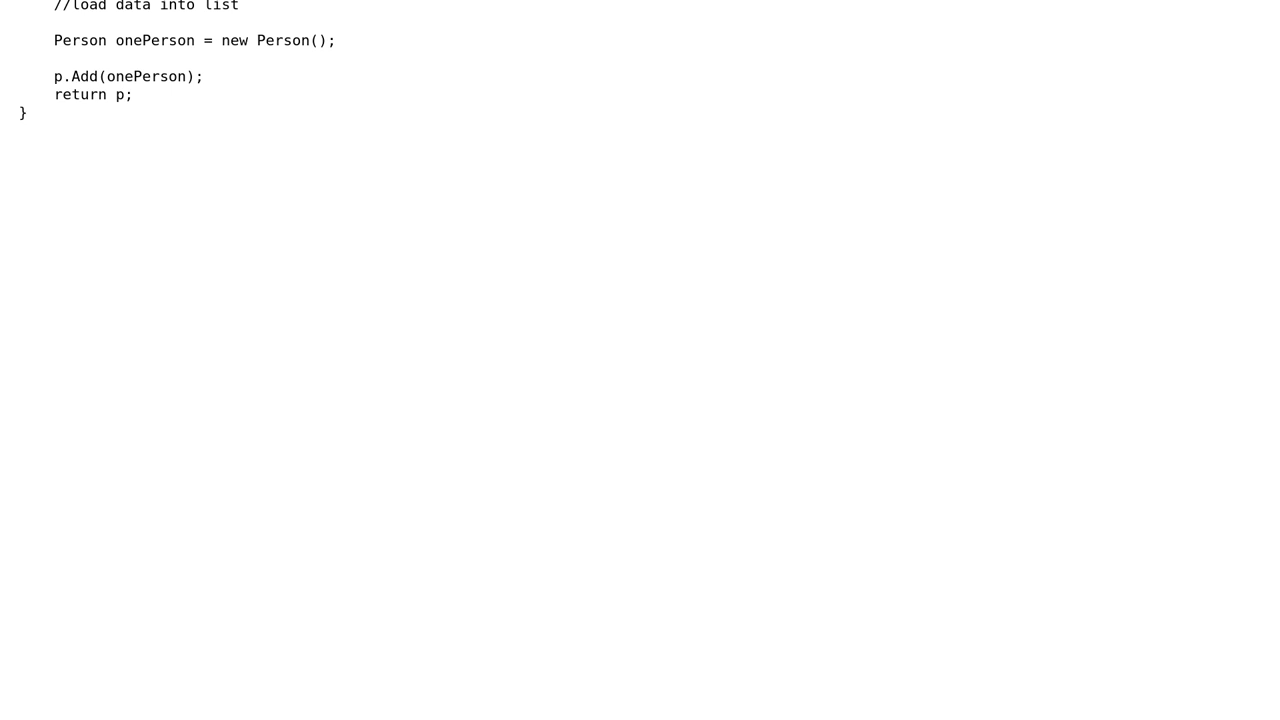 //load data into list
Person onePerson = new Person();
p.Add(onePerson);
return p;
}